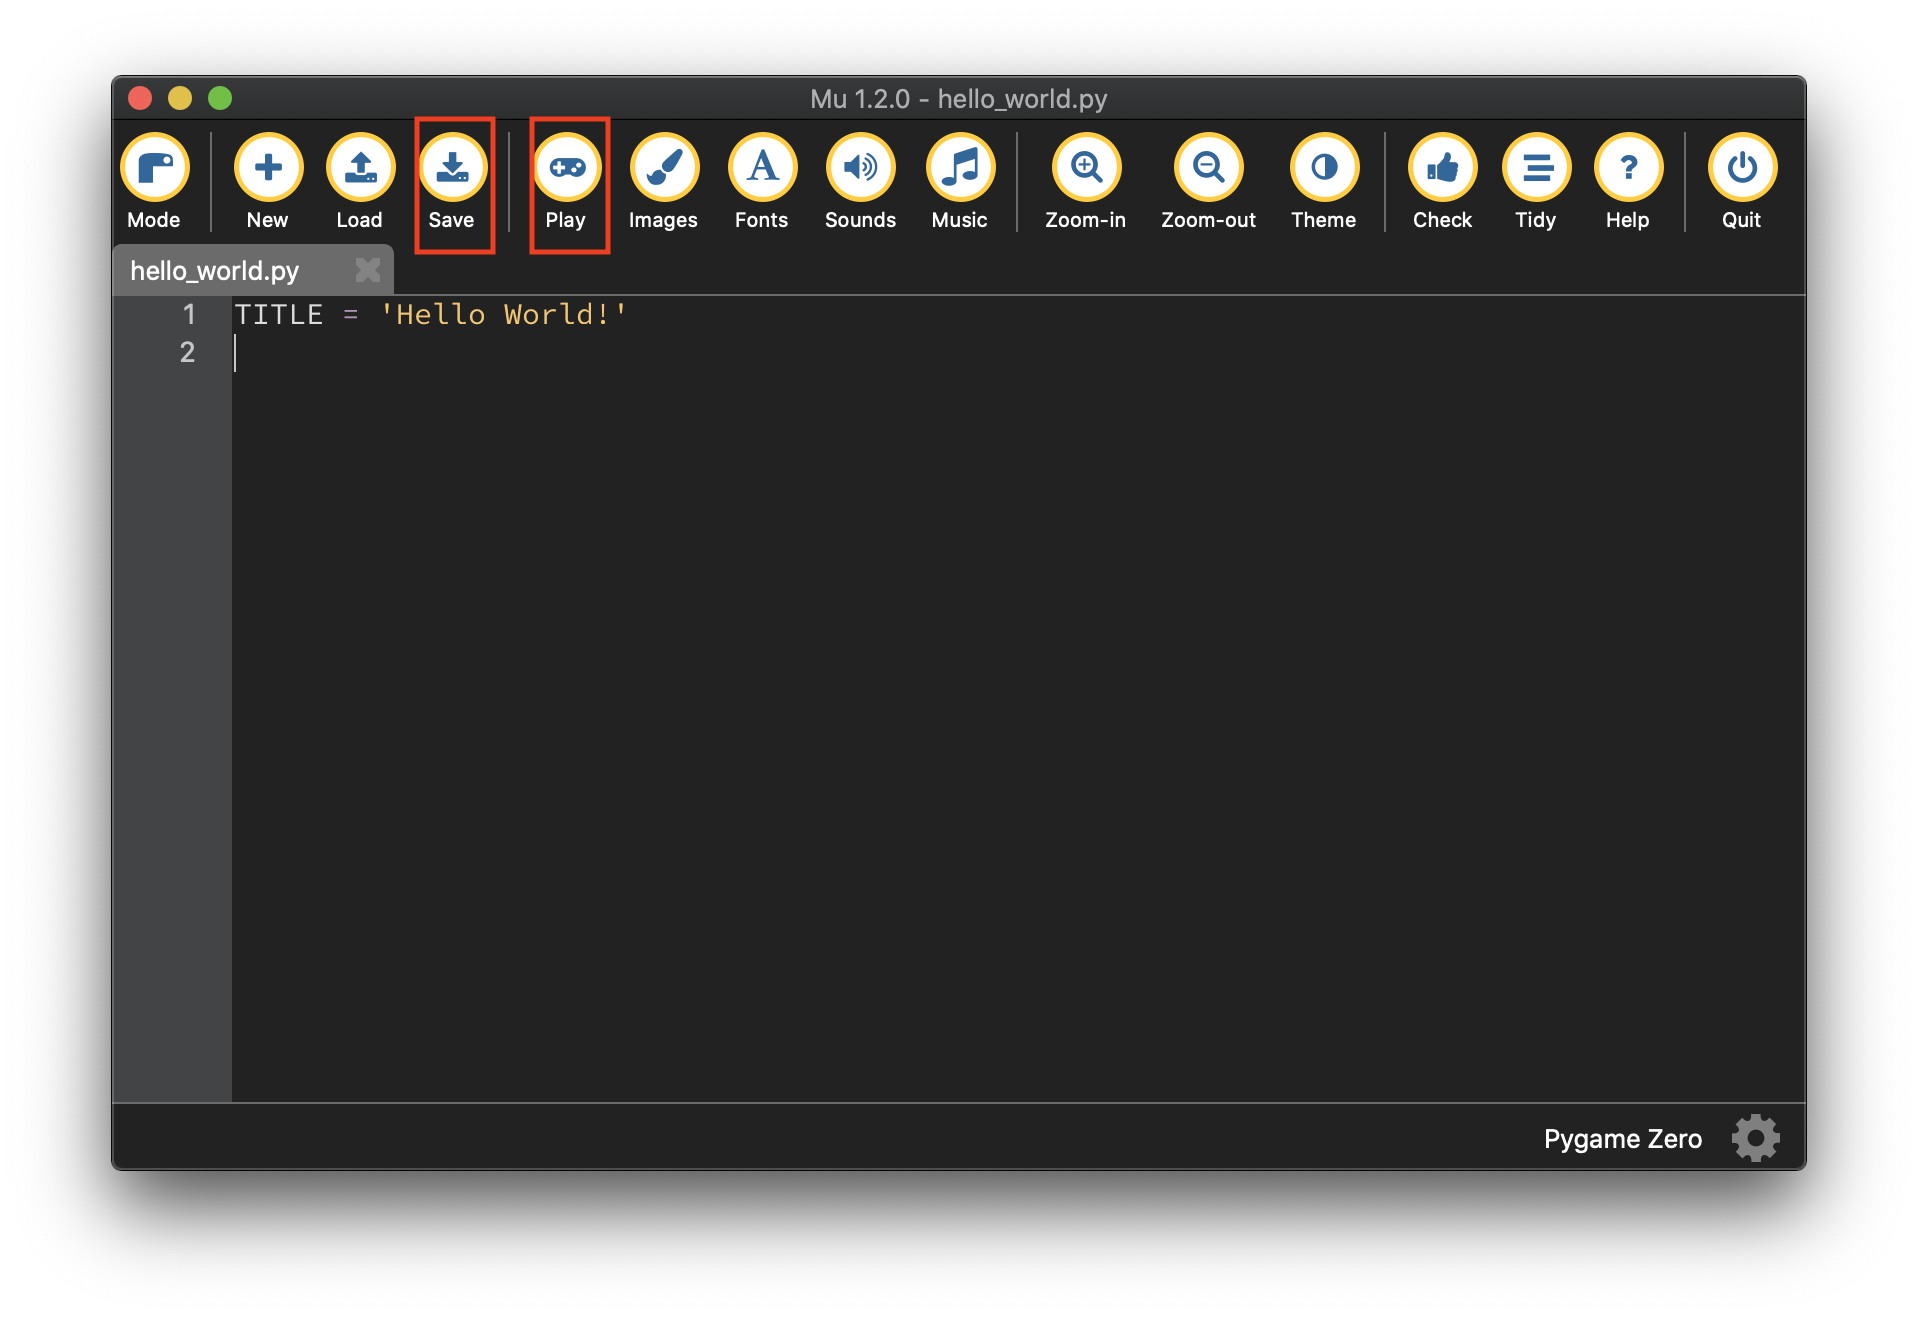 Mu 1.2.0 - hello_world.py
Mode New Load Save Play Images Fonts Sounds Music Zoom-in Zoom-out Theme Check Tidy Help Quit
hello_world.py
1 TITLE = 'Hello World!'
2
Pygame Zero